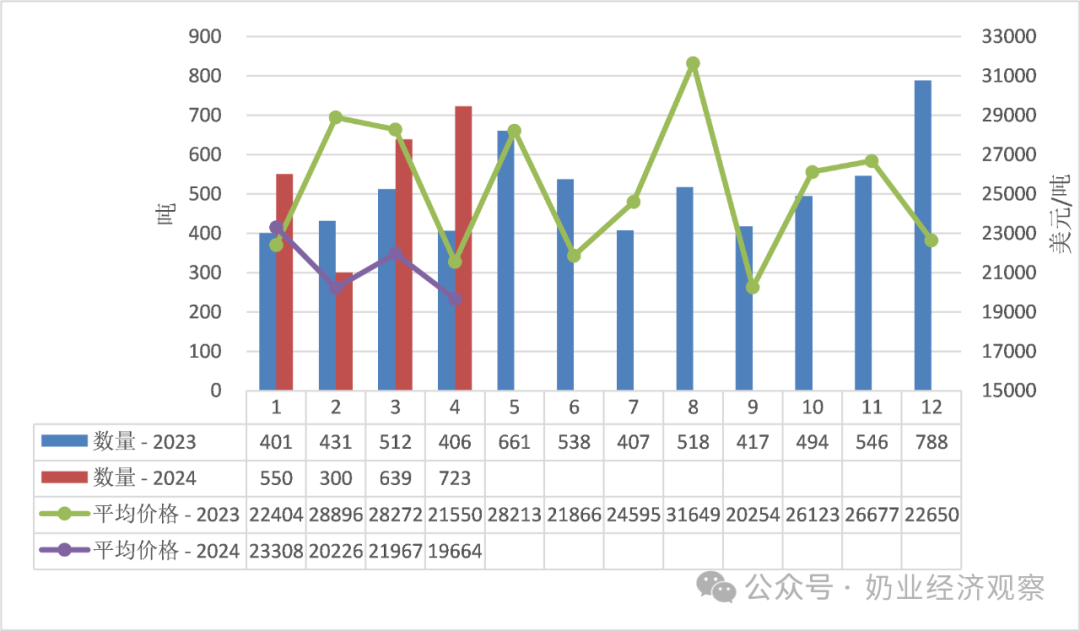 900 33000
800 31000
700 29000
600 27000
500 25000
400 23000
300 21000
200 19000
100 17000
0 15000
吨
美元/吨
1 2 3 4 5 6 7 8 9 10 11 12
数量 - 2023 401 431 512 406 661 538 407 518 417 494 546 788
数量 - 2024 550 300 639 723
平均价格 - 2023 22404 28896 28272 21550 28213 21866 24595 31649 20254 26123 26677 22650
平均价格 - 2024 23308 20226 21967 19664
公众号 · 奶业经济观察